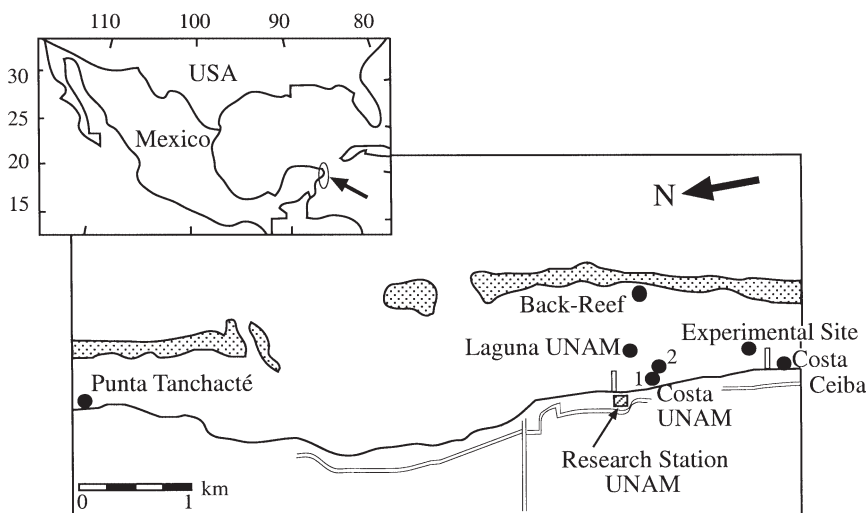 110 100 90 80
30
25
20
15
USA
Mexico
N
Back-Reef
Laguna UNAM
Experimental Site
2
1
Costa
Ceiba
Costa
UNAM
Punta Tanchacté
Research Station
UNAM
km
0 1